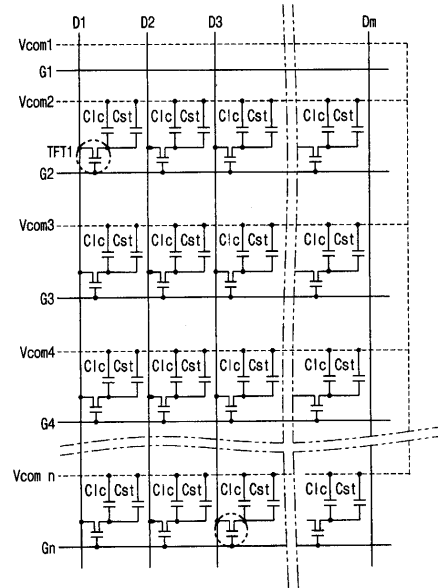 D1 D2 D3 Dm
Vcom1
G1
Vcom2
Clc Cst Clc Cst Clc Cst Clc Cst
TFT1
G2
Vcom3
Clc Cst Clc Cst Clc Cst Clc Cst
G3
Vcom4
Clc Cst Clc Cst Clc Cst Clc Cst
G4
Vcom n
Clc Cst Clc Cst Clc Cst Clc Cst
Gn